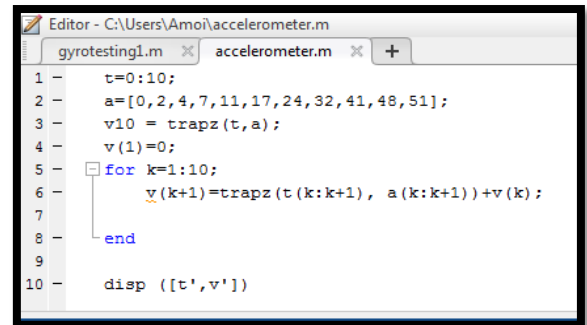 Editor - C:\Users\Amoi\accelerometer.m
gyrotesting1.m × accelerometer.m × +
1 – t=0:10;
2 – a=[0,2,4,7,11,17,24,32,41,48,51];
3 – v10 = trapz(t,a);
4 – v(1)=0;
5 – for k=1:10;
6 – v(k+1)=trapz(t(k:k+1), a(k:k+1))+v(k);
7
8 – end
9
10 – disp ([t',v'])